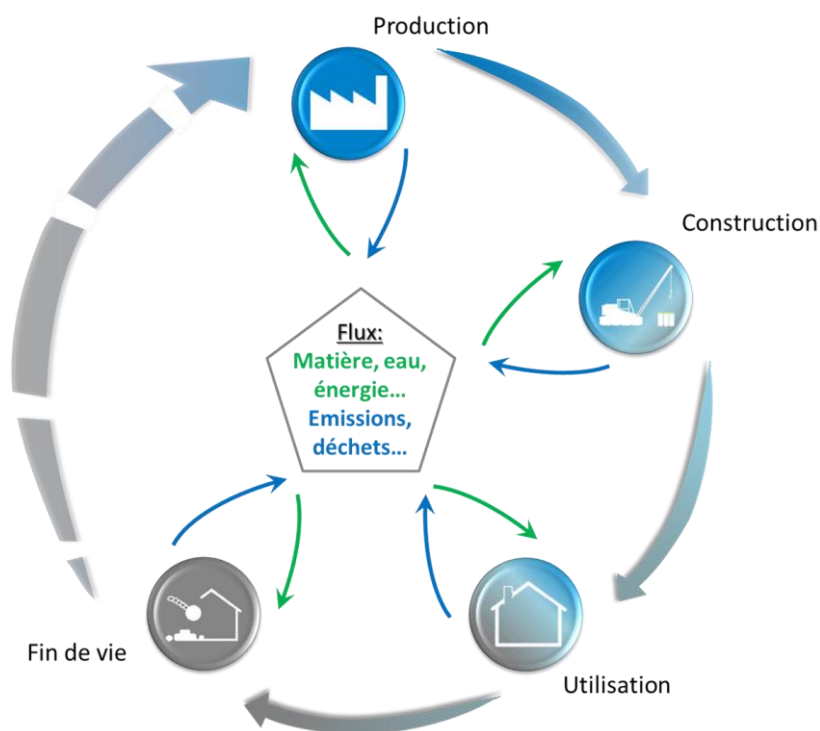 Production
Construction
Flux:
Matière, eau,
énergie...
Emissions,
déchets...
Fin de vie
Utilisation